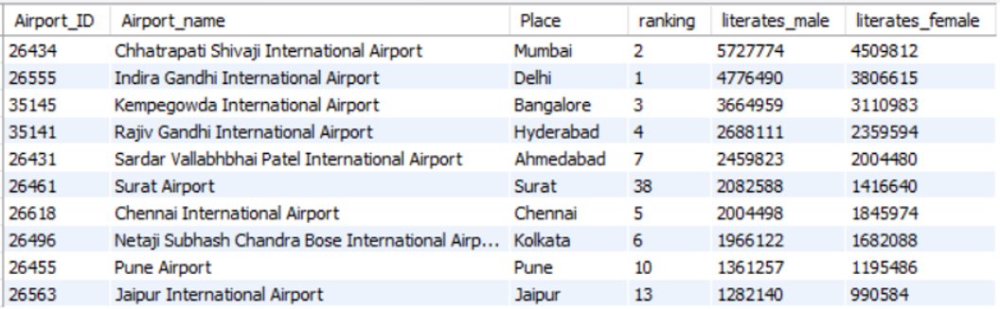 Airport_ID Airport_name Place ranking literates_male literates_female
26434 Chhatrapati Shivaji International Airport Mumbai 2 5727774 4509812
26555 Indira Gandhi International Airport Delhi 1 4776490 3806615
35145 Kempegowda International Airport Bangalore 3 3664959 3110983
35141 Rajiv Gandhi International Airport Hyderabad 4 2688111 2359594
26431 Sardar Vallabhbhai Patel International Airport Ahmedabad 7 2459823 2004480
26461 Surat Airport Surat 38 2082588 1416640
26618 Chennai International Airport Chennai 5 2004498 1845974
26496 Netaji Subhash Chandra Bose International Airp... Kolkata 6 1966122 1682088
26455 Pune Airport Pune 10 1361257 1195486
26563 Jaipur International Airport Jaipur 13 1282140 990584